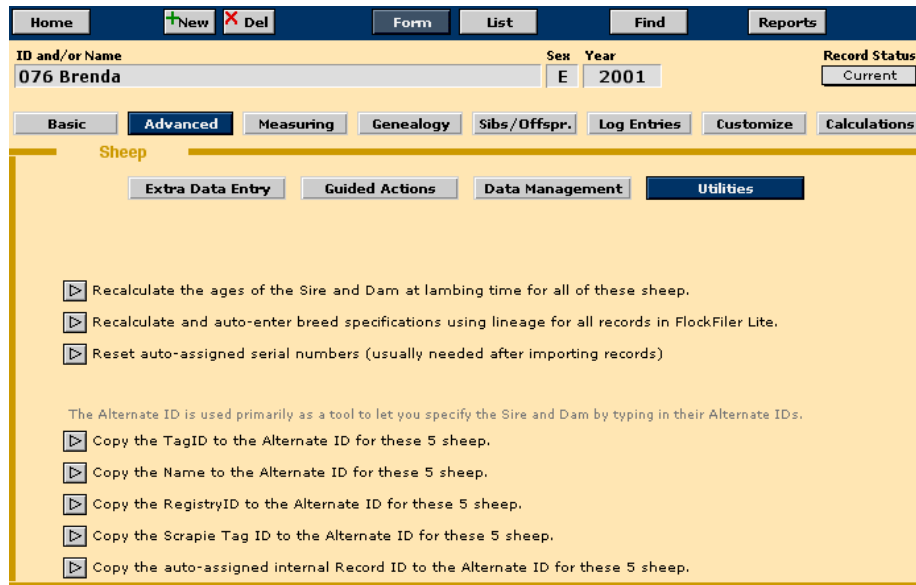 Home New Del Form List Find Reports
ID and/or Name Sex Year Record Status
076 Brenda E 2001 Current
Basic Advanced Measuring Genealogy Sibs/Offspr. Log Entries Customize Calculations
Sheep
Extra Data Entry Guided Actions Data Management Utilities
Recalculate the ages of the Sire and Dam at lambing time for all of these sheep.
Recalculate and auto-enter breed specifications using lineage for all records in FlockFiler Lite.
Reset auto-assigned serial numbers (usually needed after importing records)
The Alternate ID is used primarily as a tool to let you specify the Sire and Dam by typing in their Alternate IDs.
Copy the TagID to the Alternate ID for these 5 sheep.
Copy the Name to the Alternate ID for these 5 sheep.
Copy the RegistryID to the Alternate ID for these 5 sheep.
Copy the Scrapie Tag ID to the Alternate ID for these 5 sheep.
Copy the auto-assigned internal Record ID to the Alternate ID for these 5 sheep.